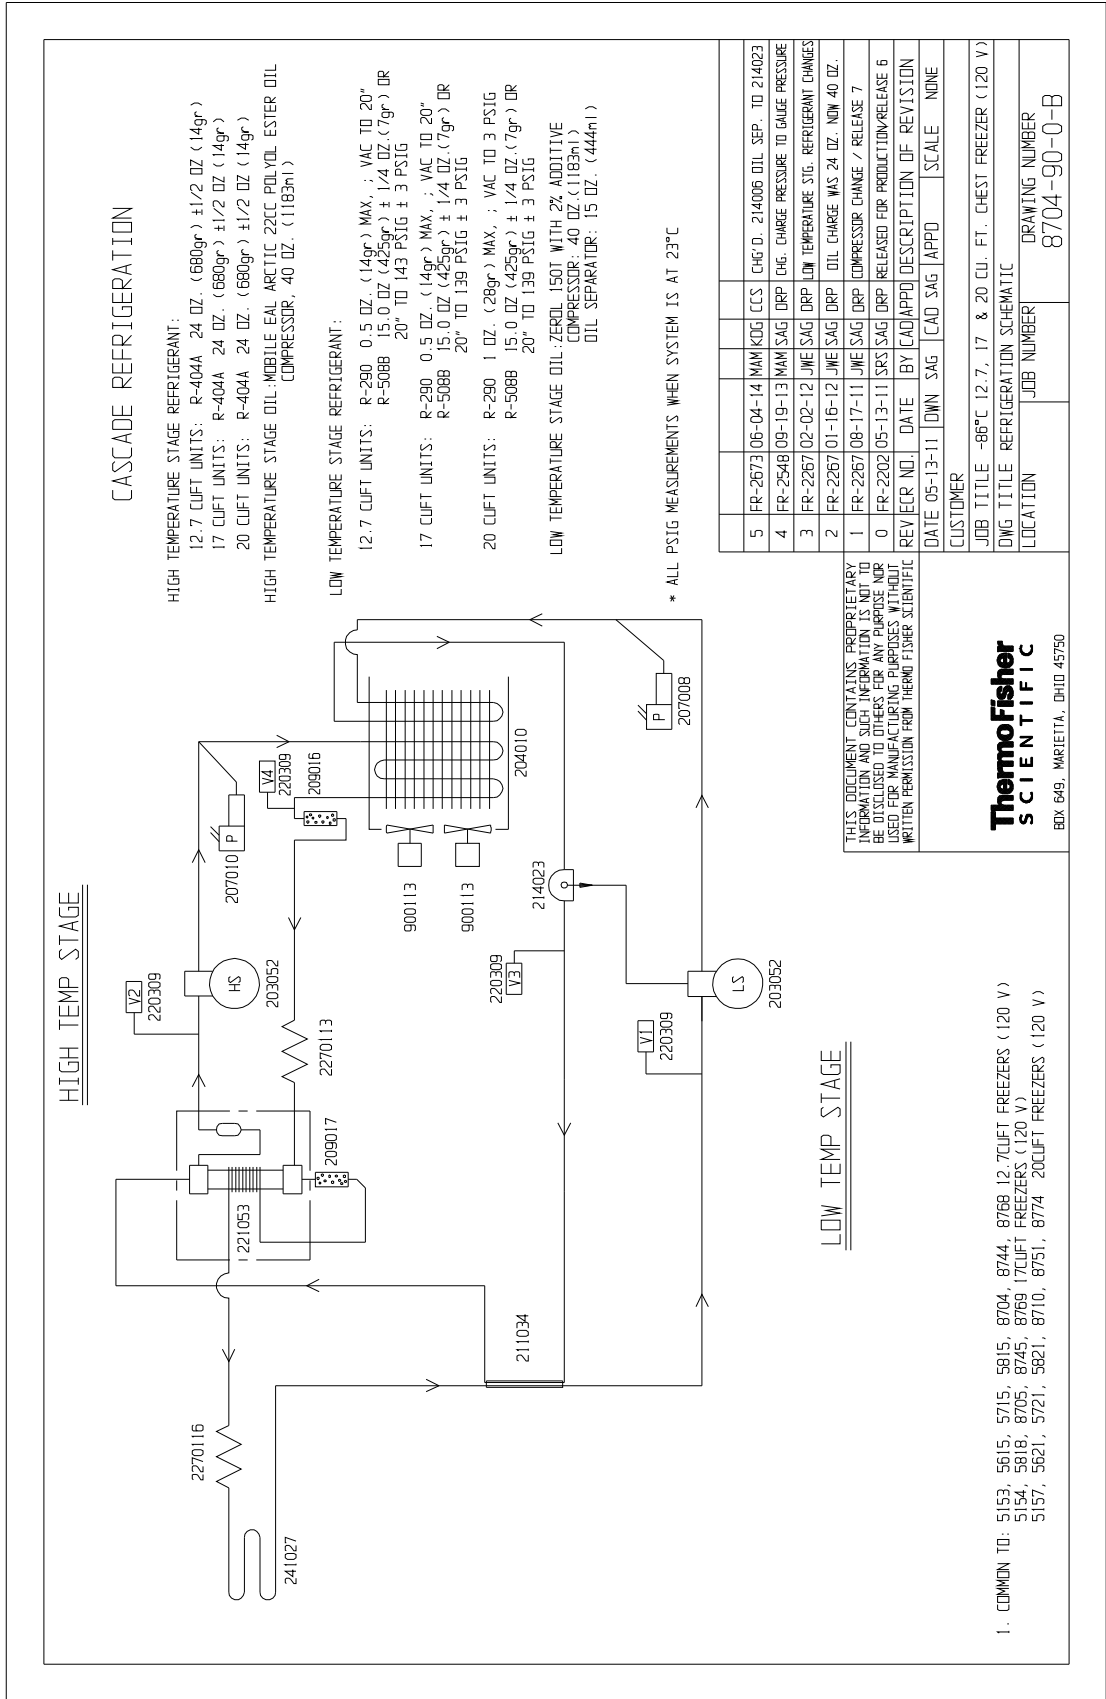 CASCADE REFRIGERATION
HIGH TEMPERATURE STAGE REFRIGERANT:
12.7 CUFT UNITS: R-404A 24 OZ. (680gr) ±1/2 OZ (14gr)
17 CUFT UNITS: R-404A 24 OZ. (680gr) ±1/2 OZ (14gr)
20 CUFT UNITS: R-404A 24 OZ. (680gr) ±1/2 OZ (14gr)
HIGH TEMPERATURE STAGE OIL:MOBILE EAL ARCTIC 22CC POLYOL ESTER OIL
COMPRESSOR, 40 OZ. (1183ml)
LOW TEMPERATURE STAGE REFRIGERANT:
12.7 CUFT UNITS: R-290 0.5 OZ. (14gr) MAX, ; VAC TO 20"
R-508B 15.0 OZ (425gr) ± 1/4 OZ.(7gr) OR
20" TO 143 PSIG ± 3 PSIG
17 CUFT UNITS: R-290 0.5 OZ. (14gr) MAX, ; VAC TO 20"
R-508B 15.0 OZ (425gr) ± 1/4 OZ.(7gr) OR
20" TO 139 PSIG ± 3 PSIG
20 CUFT UNITS: R-290 1 OZ. (28gr) MAX, ; VAC TO 3 PSIG
R-508B 15.0 OZ (425gr) ± 1/4 OZ.(7gr) OR
20" TO 139 PSIG ± 3 PSIG
LOW TEMPERATURE STAGE OIL:ZEROL 150T WITH 2% ADDITIVE
COMPRESSOR: 40 OZ.(1183ml)
OIL SEPARATOR: 15 OZ. (444ml)
* ALL PSIG MEASUREMENTS WHEN SYSTEM IS AT 23°C
HIGH TEMP STAGE
V2
220309
207010
P
HS
203052
2270113
209017
221053
2270116
241027
V4
220309
209016
900113
900113
204010
214023
220309
V3
211034
P
207008
V1
220309
LS
203052
LOW TEMP STAGE
1. COMMON TO: 5153, 5615, 5715, 5815, 8704, 8744, 8768 12.7CUFT FREEZERS (120 V)
5154, 5818, 8705, 8745, 8769 17CUFT FREEZERS (120 V)
5157, 5621, 5721, 5821, 8710, 8751, 8774 20CUFT FREEZERS (120 V)
5 FR-2673 06-04-14 MAM KDG CCS CHG'D. 214006 OIL SEP. TO 214023
4 FR-2548 09-19-13 MAM SAG DRP CHG. CHARGE PRESSURE TO GAUGE PRESSURE
3 FR-2267 02-02-12 JWE SAG DRP LOW TEMPERATURE STG. REFRIGERANT CHANGES
2 FR-2267 01-16-12 JWE SAG DRP OIL CHARGE WAS 24 OZ. NOW 40 OZ.
1 FR-2267 08-17-11 JWE SAG DRP COMPRESSOR CHANGE / RELEASE 7
0 FR-2202 05-13-11 SRS SAG DRP RELEASED FOR PRODUCTION/RELEASE 6
REV ECR NO. DATE BY CAD APPD DESCRIPTION OF REVISION
DATE 05-13-11 DWN SAG CAD SAG APPD SCALE NONE
CUSTOMER
JOB TITLE -86°C 12.7, 17 & 20 CU. FT. CHEST FREEZER (120 V)
DWG TITLE REFRIGERATION SCHEMATIC
LOCATION JOB NUMBER DRAWING NUMBER
8704-90-0-B
THIS DOCUMENT CONTAINS PROPRIETARY
INFORMATION AND SUCH INFORMATION IS NOT TO
BE DISCLOSED TO OTHERS FOR ANY PURPOSE NOR
USED FOR MANUFACTURING PURPOSES WITHOUT
WRITTEN PERMISSION FROM THERMO FISHER SCIENTIFIC
ThermoFisher
SCIENTIFIC
BOX 649, MARIETTA, OHIO 45750